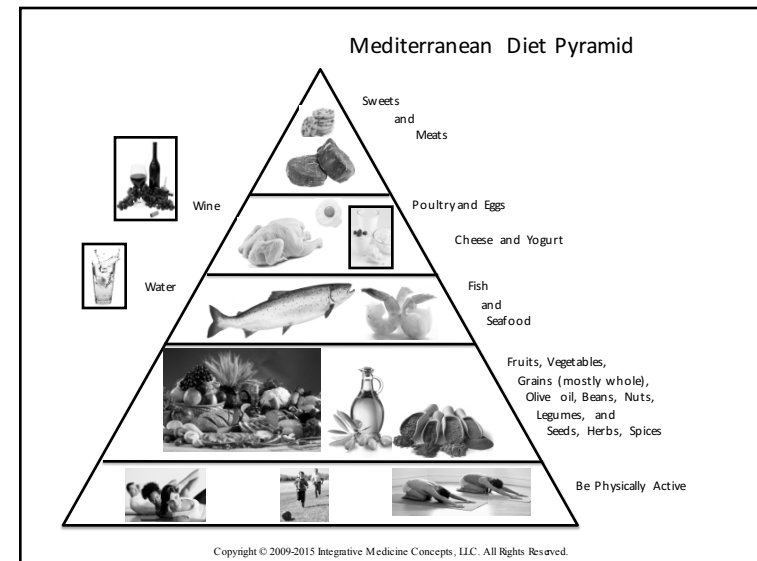 Mediterranean Diet Pyramid
Sweets
and
Meats
Wine
Poultry and Eggs
Cheese and Yogurt
Water
Fish
and
Seafood
Fruits, Vegetables,
Grains (mostly whole),
Olive oil, Beans, Nuts,
Legumes, and
Seeds, Herbs, Spices
Be Physically Active
Copyright © 2009-2015 Integrative Medicine Concepts, LLC. All Rights Reserved.